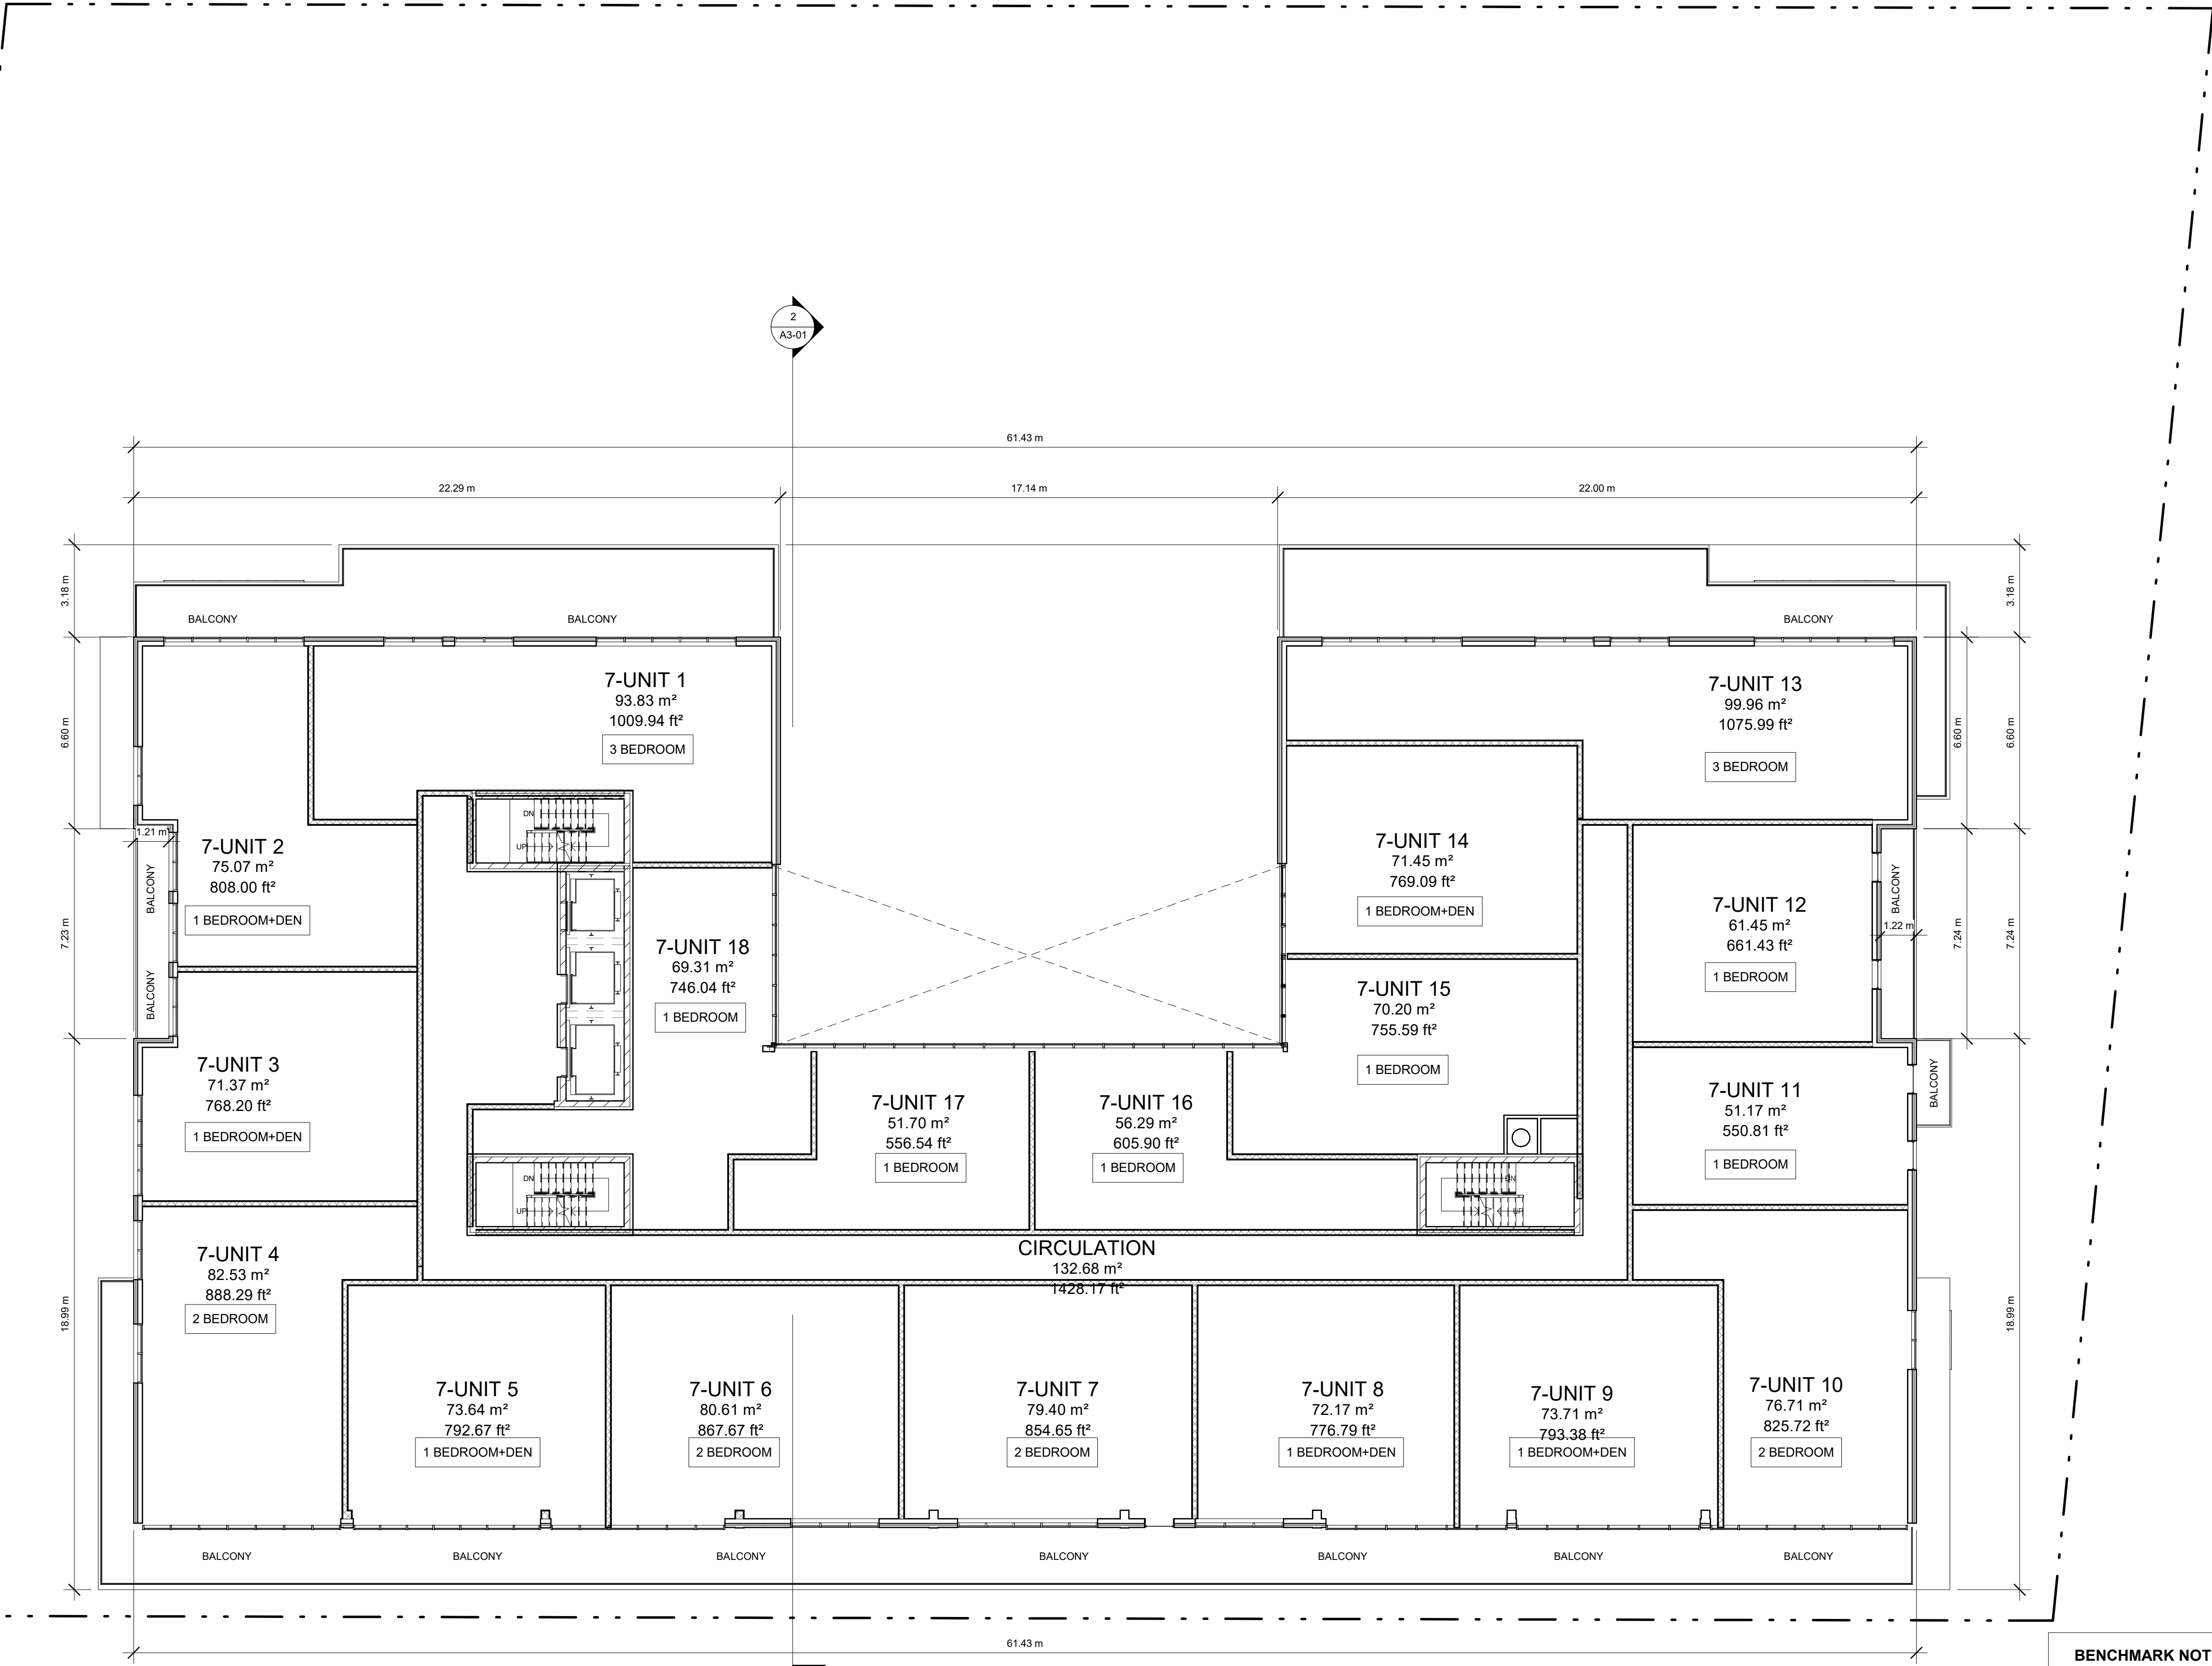 2
A3-01
61.43 m
22.29 m
17.14 m
22.00 m
3.18 m
3.18 m
BALCONY
BALCONY
BALCONY
6.60 m
6.60 m
6.60 m
7-UNIT 1
93.83 m²
1009.94 ft²
3 BEDROOM
7-UNIT 13
99.96 m²
1075.99 ft²
3 BEDROOM
DN
UP
1.21 m
7-UNIT 2
75.07 m²
808.00 ft²
1 BEDROOM+DEN
BALCONY
BALCONY
7.23 m
7-UNIT 14
71.45 m²
769.09 ft²
1 BEDROOM+DEN
7-UNIT 12
61.45 m²
661.43 ft²
1 BEDROOM
BALCONY
1.22 m
7.24 m
7.24 m
7-UNIT 18
69.31 m²
746.04 ft²
1 BEDROOM
7-UNIT 15
70.20 m²
755.59 ft²
1 BEDROOM
7-UNIT 3
71.37 m²
768.20 ft²
1 BEDROOM+DEN
7-UNIT 17
51.70 m²
556.54 ft²
1 BEDROOM
7-UNIT 16
56.29 m²
605.90 ft²
1 BEDROOM
7-UNIT 11
51.17 m²
550.81 ft²
1 BEDROOM
BALCONY
DN
UP
DN
UP
CIRCULATION
132.68 m²
1428.17 ft²
7-UNIT 4
82.53 m²
888.29 ft²
2 BEDROOM
18.99 m
18.99 m
7-UNIT 5
73.64 m²
792.67 ft²
1 BEDROOM+DEN
7-UNIT 6
80.61 m²
867.67 ft²
2 BEDROOM
7-UNIT 7
79.40 m²
854.65 ft²
2 BEDROOM
7-UNIT 8
72.17 m²
776.79 ft²
1 BEDROOM+DEN
7-UNIT 9
73.71 m²
793.38 ft²
1 BEDROOM+DEN
7-UNIT 10
76.71 m²
825.72 ft²
2 BEDROOM
BALCONY
BALCONY
BALCONY
BALCONY
BALCONY
BALCONY
BALCONY
61.43 m
BENCHMARK NOT